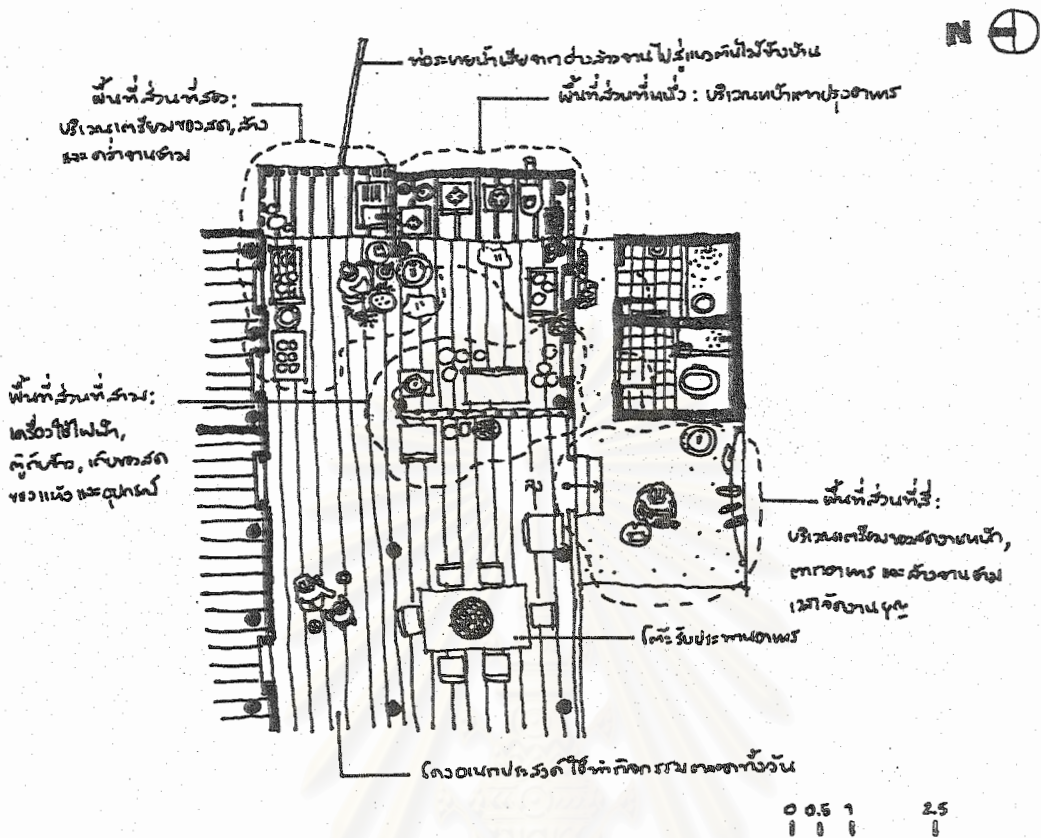 N
ท่อระบายน้ำเสียจากอ่างล้างจานไปสู่แนวต้นไม้ข้างบ้าน
พื้นที่ส่วนที่สอง:
บริเวณเตรียมของสด, ล้าง
และคว่ำจานชาม
พื้นที่ส่วนที่หนึ่ง : บริเวณหน้าเตาปรุงอาหาร
พื้นที่ส่วนที่สาม:
เครื่องใช้ไฟฟ้า,
ตู้กับข้าว, เก็บของสด
ของแห้ง และอุปกรณ์
ลง
พื้นที่ส่วนที่สี่:
บริเวณเตรียมของสดงานหนัก,
เศษอาหาร และล้างจานชาม
เวลาจัดงานบุญ
โต๊ะรับประทานอาหาร
โถงอเนกประสงค์ ใช้ทำกิจกรรมตลอดทั้งวัน
0 0.5 1 2.5